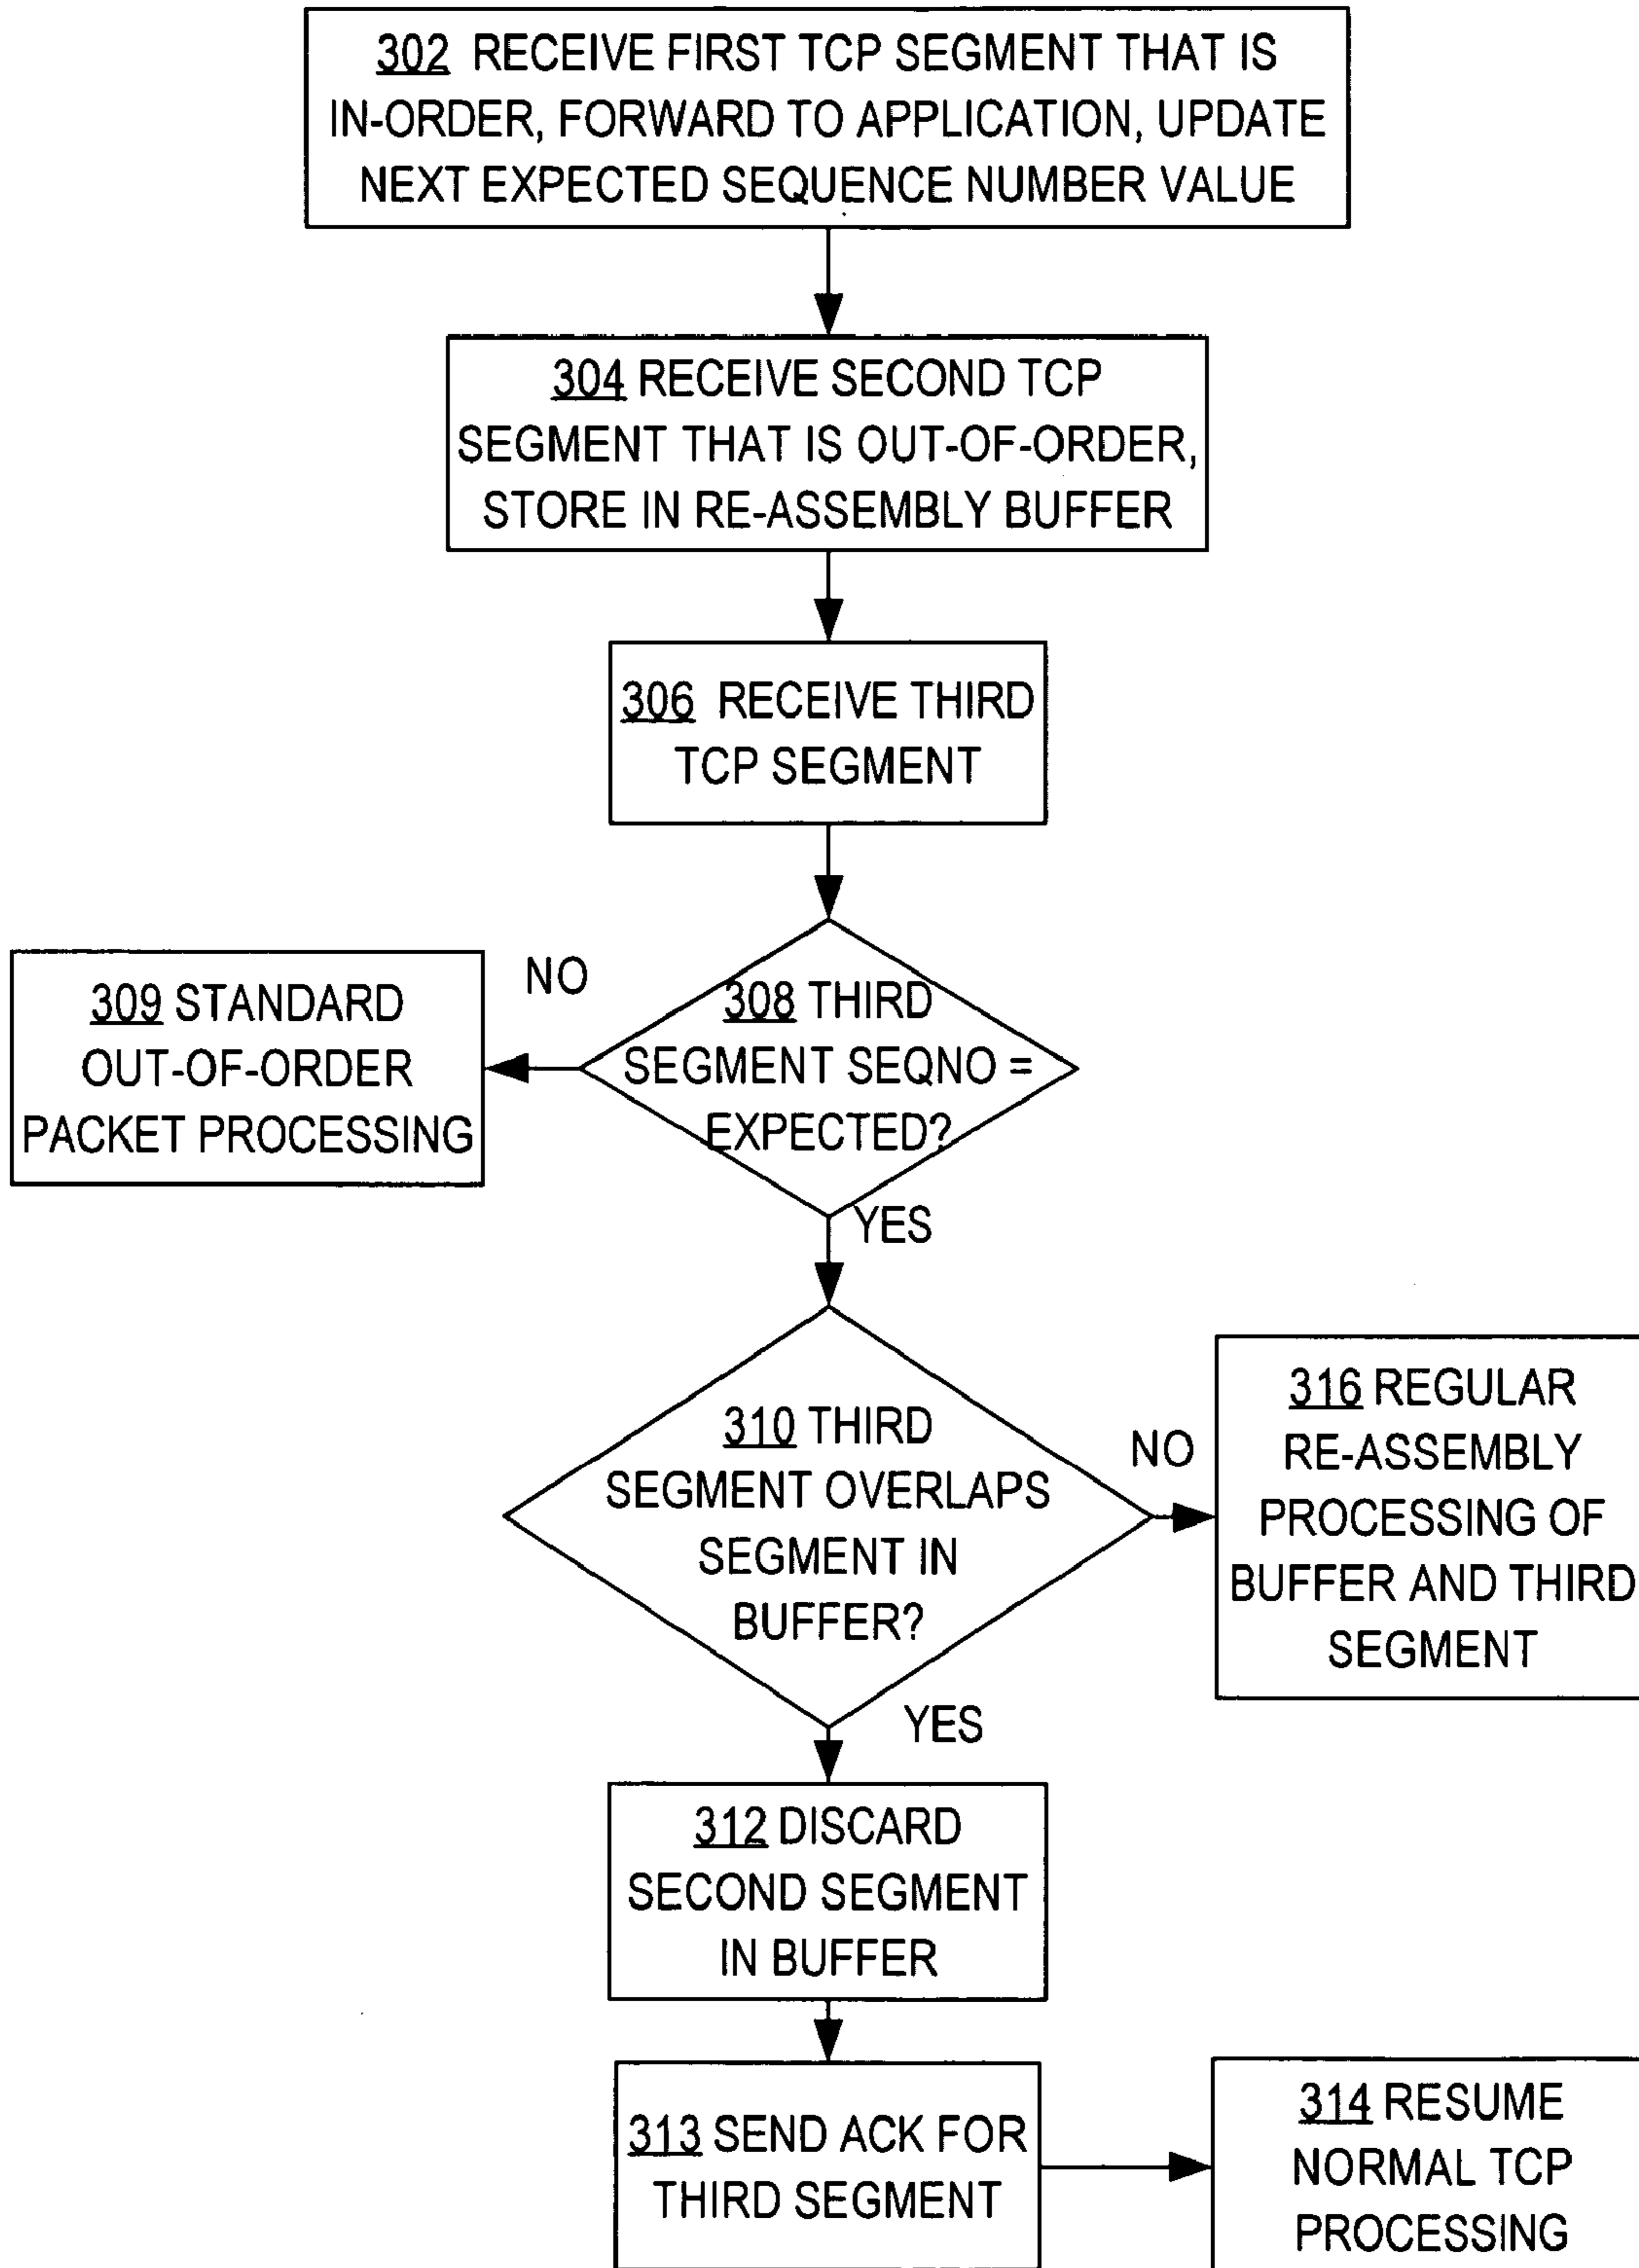 302 RECEIVE FIRST TCP SEGMENT THAT IS
IN-ORDER, FORWARD TO APPLICATION, UPDATE
NEXT EXPECTED SEQUENCE NUMBER VALUE
304 RECEIVE SECOND TCP
SEGMENT THAT IS OUT-OF-ORDER,
STORE IN RE-ASSEMBLY BUFFER
306 RECEIVE THIRD
TCP SEGMENT
308 THIRD
SEGMENT SEQNO =
EXPECTED?
NO
309 STANDARD
OUT-OF-ORDER
PACKET PROCESSING
YES
310 THIRD
SEGMENT OVERLAPS
SEGMENT IN
BUFFER?
NO
316 REGULAR
RE-ASSEMBLY
PROCESSING OF
BUFFER AND THIRD
SEGMENT
YES
312 DISCARD
SECOND SEGMENT
IN BUFFER
313 SEND ACK FOR
THIRD SEGMENT
314 RESUME
NORMAL TCP
PROCESSING